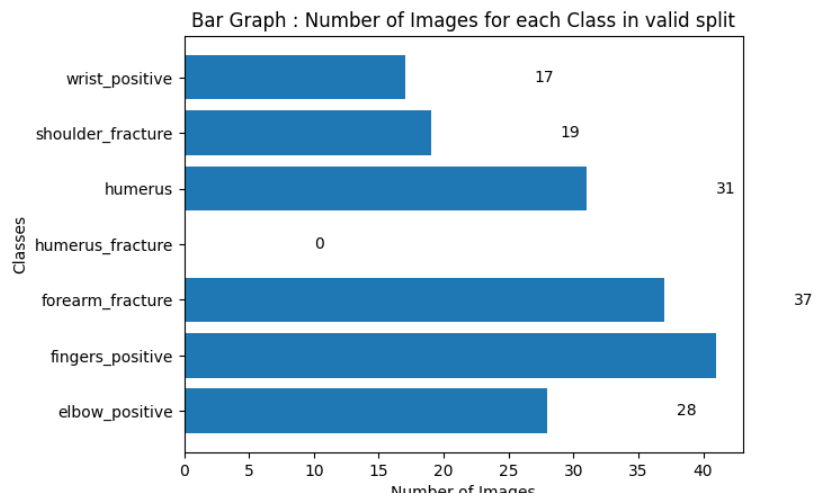 Bar Graph : Number of Images for each Class in valid split
wrist_positive 17
shoulder_fracture 19
humerus 31
humerus_fracture 0
forearm_fracture 37
fingers_positive
elbow_positive 28
Classes
0 5 10 15 20 25 30 35 40
Number of Images